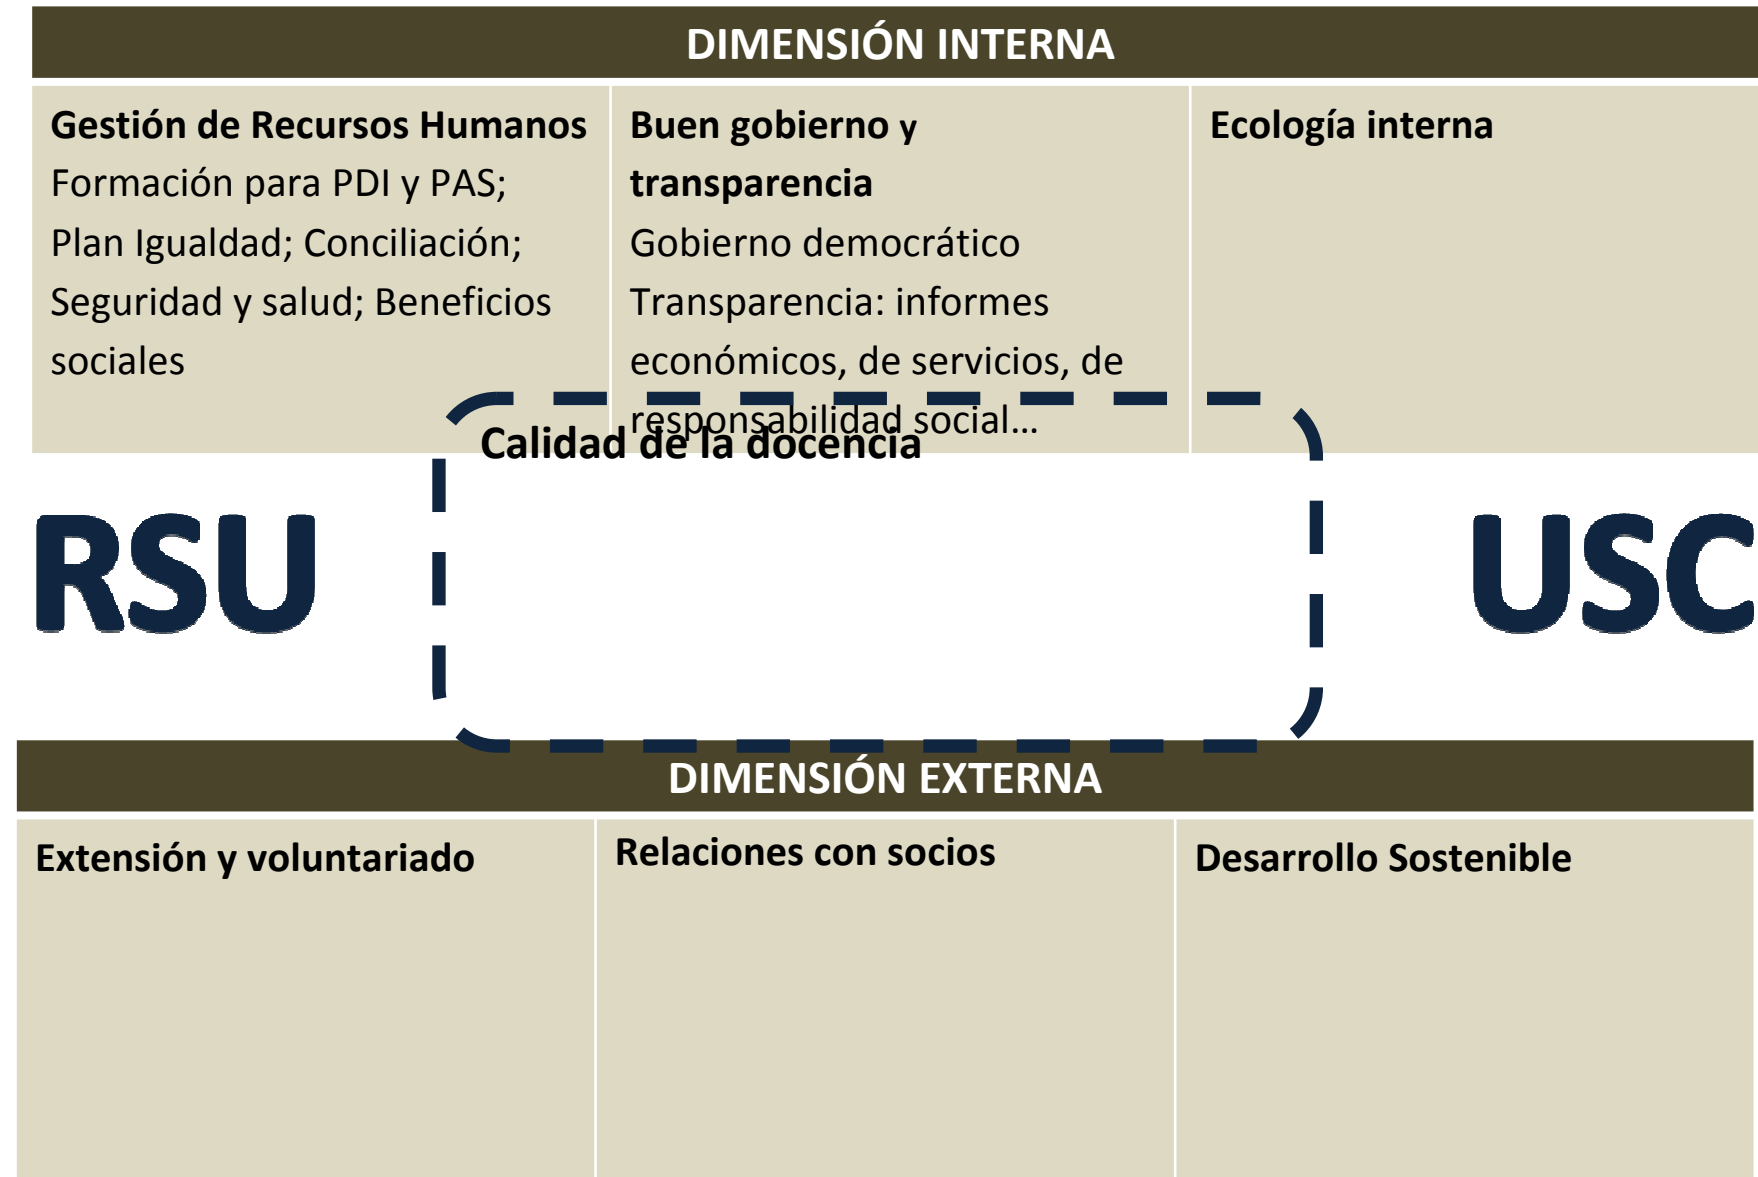 DIMENSIÓN INTERNA
Gestión de Recursos Humanos
Formación para PDI y PAS;
Plan Igualdad; Conciliación;
Seguridad y salud; Beneficios
sociales
Buen gobierno y
transparencia
Gobierno democrático
Transparencia: informes
económicos, de servicios, de
responsabilidad social…
Ecología interna
Calidad de la docencia
RSU
USC
DIMENSIÓN EXTERNA
Extensión y voluntariado
Relaciones con socios
Desarrollo Sostenible